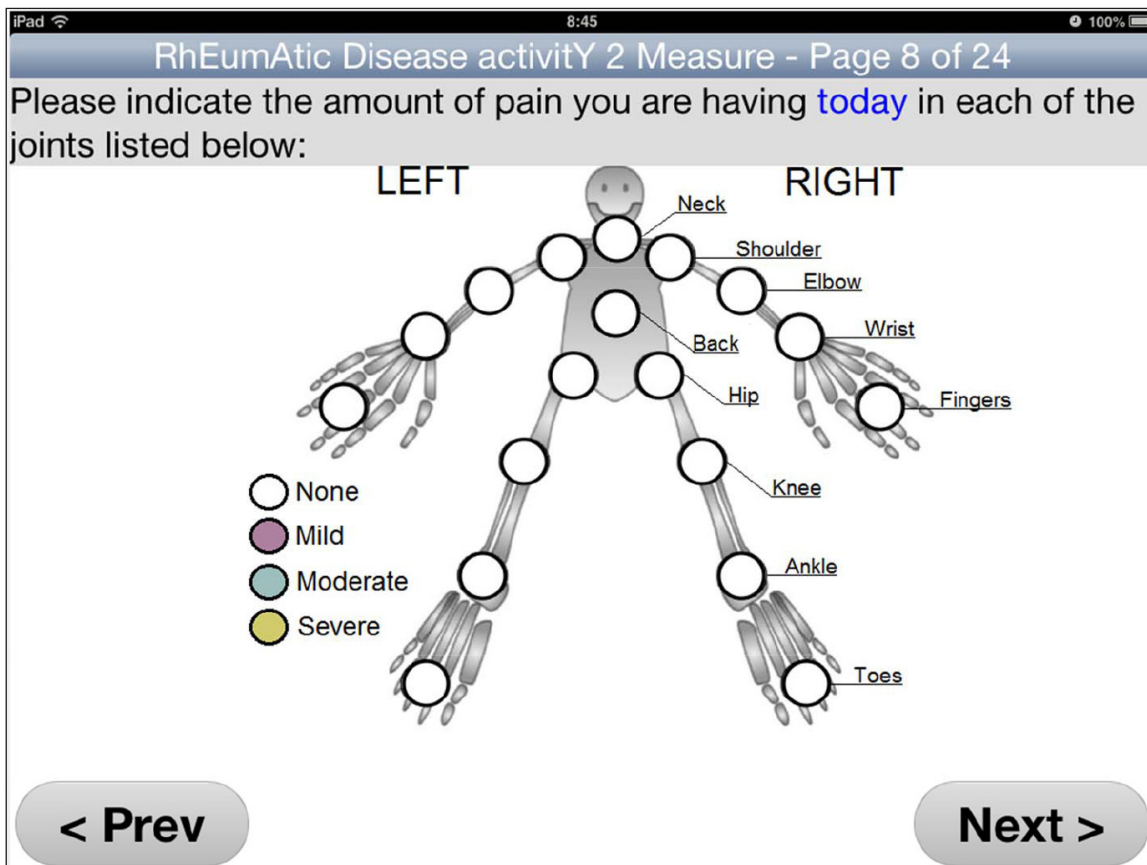 iPad 8:45 100%
RhEumAtic Disease activitY 2 Measure - Page 8 of 24
Please indicate the amount of pain you are having today in each of the
joints listed below:
LEFT RIGHT
Neck
Shoulder
Elbow
Wrist
Back
Hip
Fingers
Knee
None
Mild
Ankle
Moderate
Severe
Toes
< Prev Next >